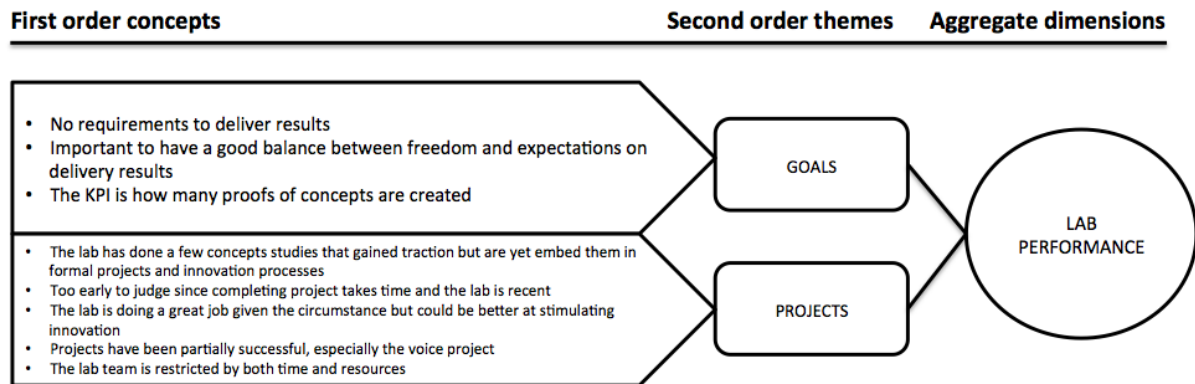 First order concepts
Second order themes
Aggregate dimensions
• No requirements to deliver results
• Important to have a good balance between freedom and expectations on
delivery results
• The KPI is how many proofs of concepts are created
GOALS
• The lab has done a few concepts studies that gained traction but are yet embed them in
formal projects and innovation processes
• Too early to judge since completing project takes time and the lab is recent
• The lab is doing a great job given the circumstance but could be better at stimulating
innovation
• Projects have been partially successful, especially the voice project
• The lab team is restricted by both time and resources
PROJECTS
LAB
PERFORMANCE